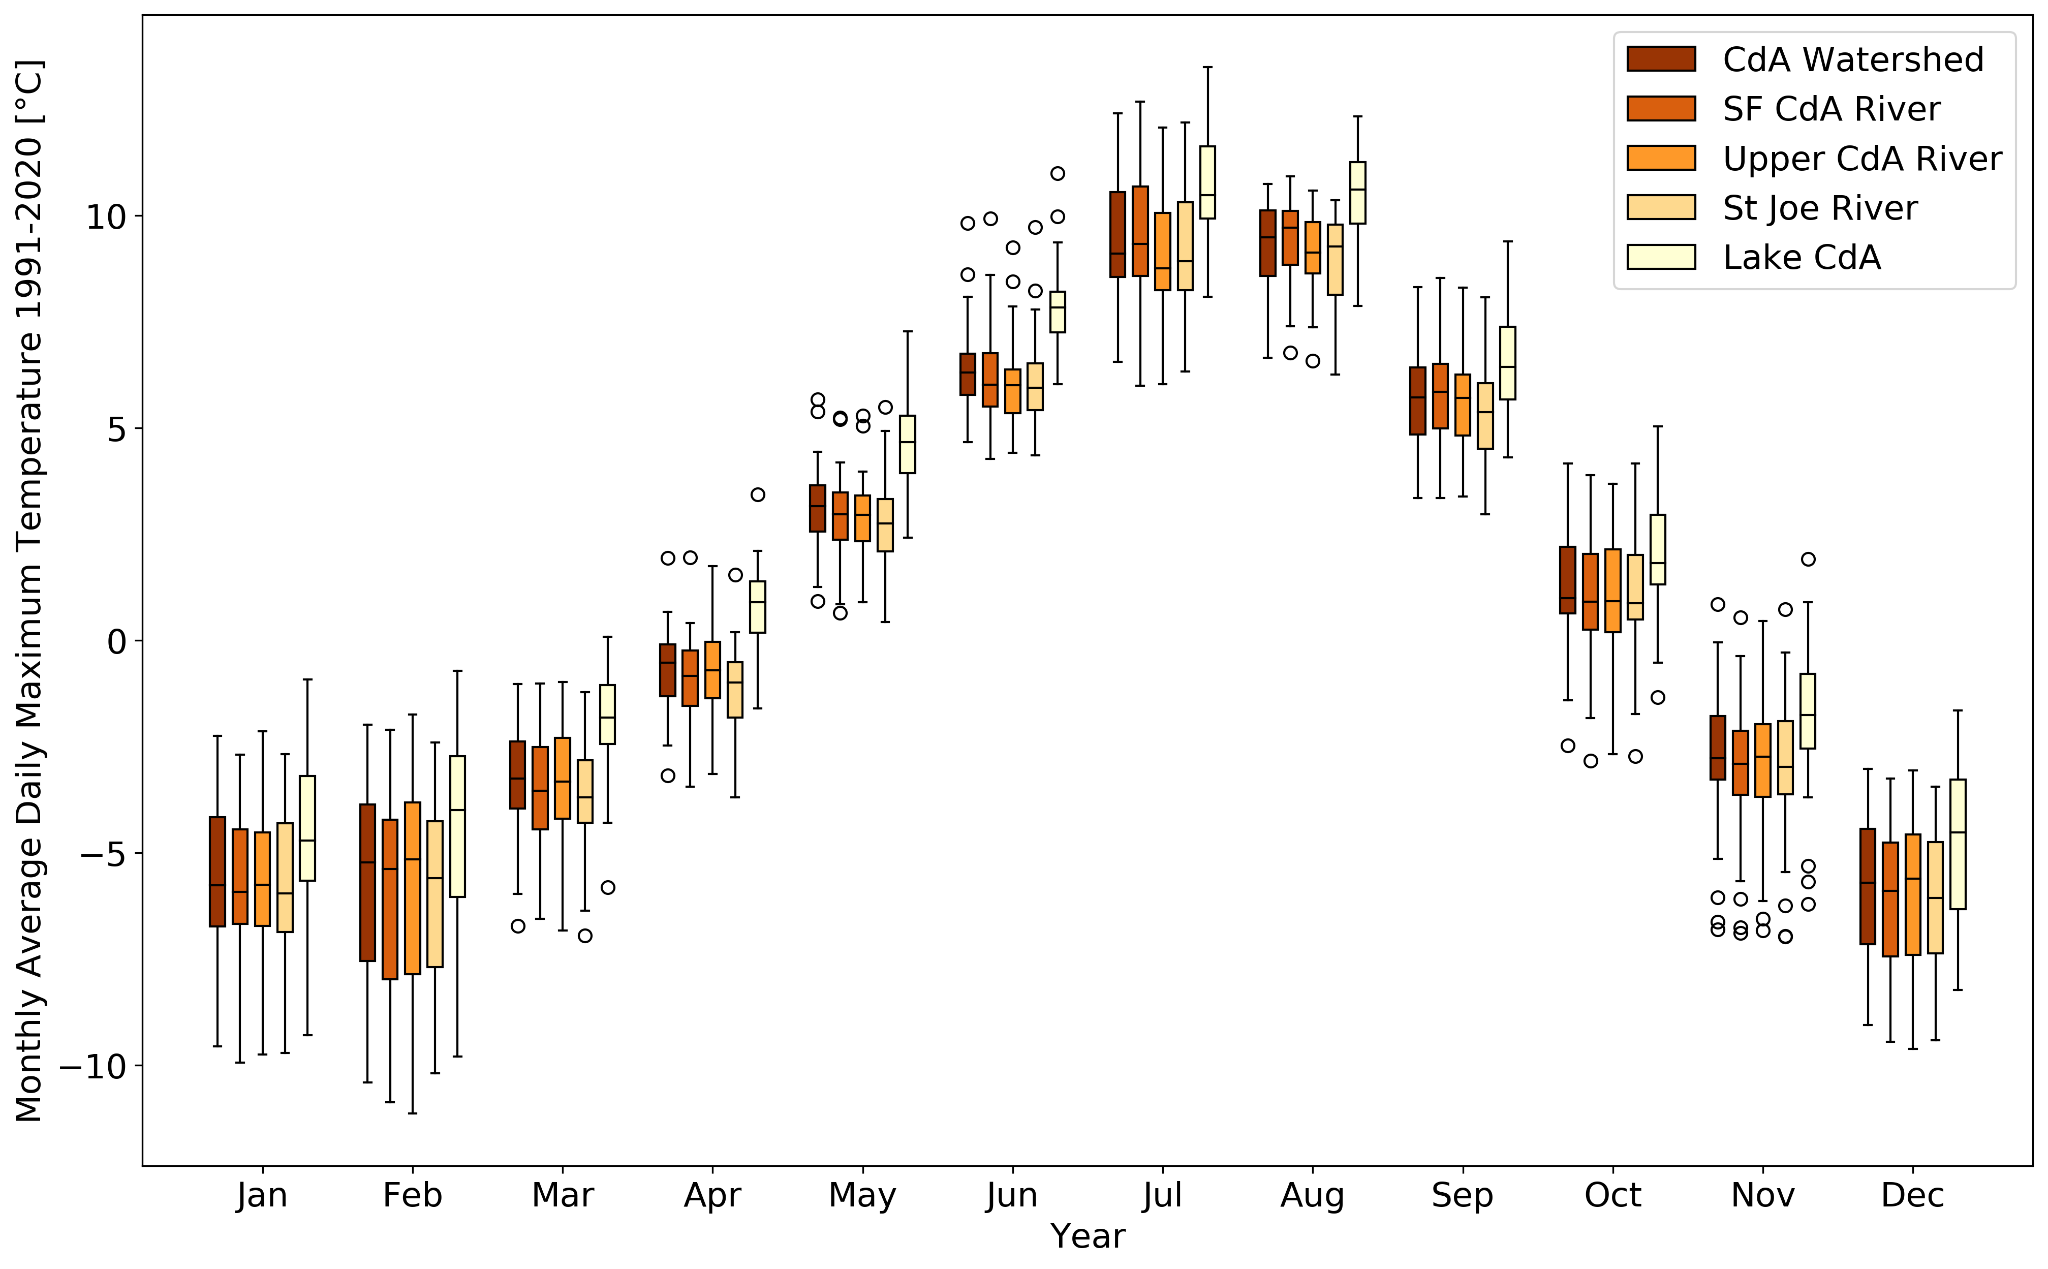 Monthly Average Daily Maximum Temperature 1991-2020 [°C]
10
5
0
−5
−10
CdA Watershed
SF CdA River
Upper CdA River
St Joe River
Lake CdA
Jan Feb Mar Apr May Jun Jul Aug Sep Oct Nov Dec
Year